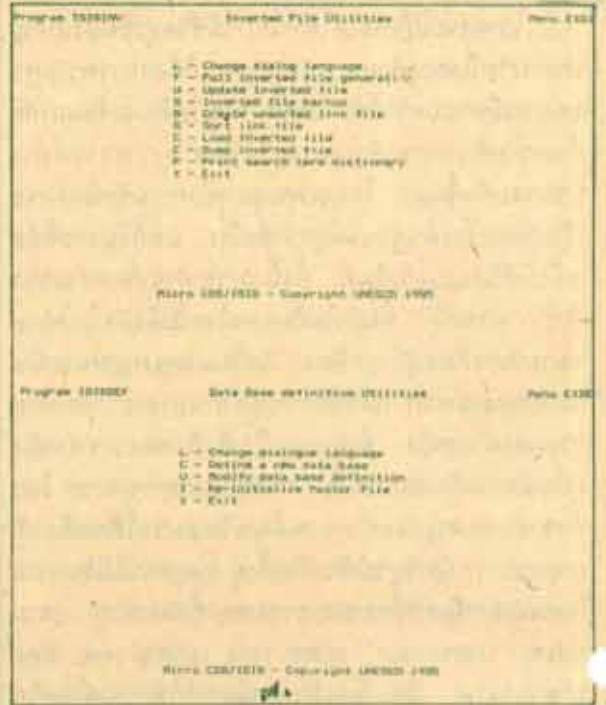 Program ISISINV Inverted File Utilities Menu
- Change dialog language
- Full inverted file generation
U - Update inverted file
- Inverted file backup
- Create unsorted link file
S - Sort link file
- Load inverted file
- Dump inverted file
P - Print search term dictionary
X - Exit
Micro CDS/ISIS - Copyright UNESCO 1985
Program ISISDEF Data Base definition Utilities Menu
L - Change dialogue language
C - Define a new data base
U - Modify data base definition
I - Re-initialize Master File
X - Exit
Micro CDS/ISIS - Copyright UNESCO 1985